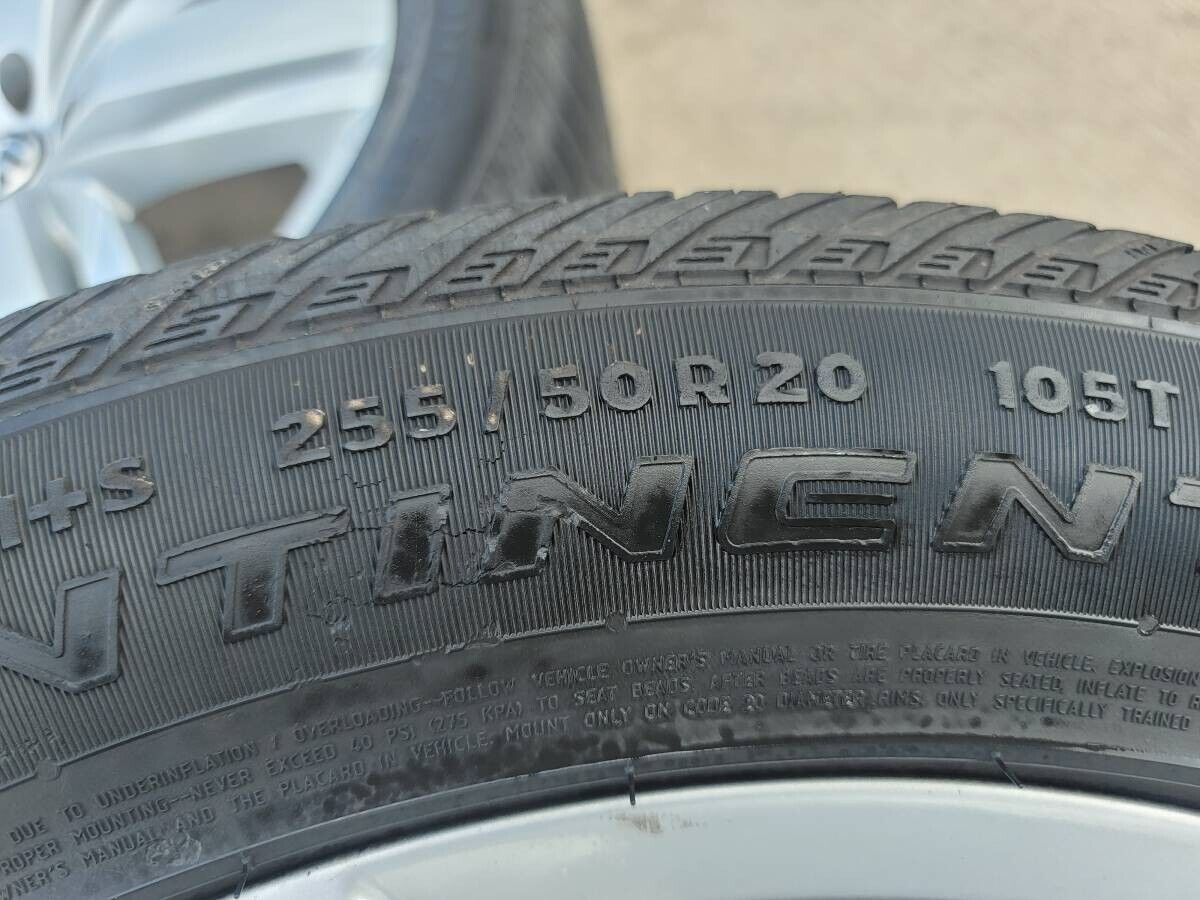 255/50R20 105T
+S
NTINENT
DUE TO UNDERINFLATION / OVERLOADING--FOLLOW VEHICLE OWNER'S MANUAL OR TIRE PLACARD IN VEHICLE. EXPLOSION
PROPER MOUNTING--NEVER EXCEED 40 PSI (275 KPA) TO SEAT BEADS. AFTER BEADS ARE PROPERLY SEATED, INFLATE TO
OWNER'S MANUAL AND THE PLACARD IN VEHICLE. MOUNT ONLY ON CODE 20 DIAMETER RIMS. ONLY SPECIFICALLY TRAINED